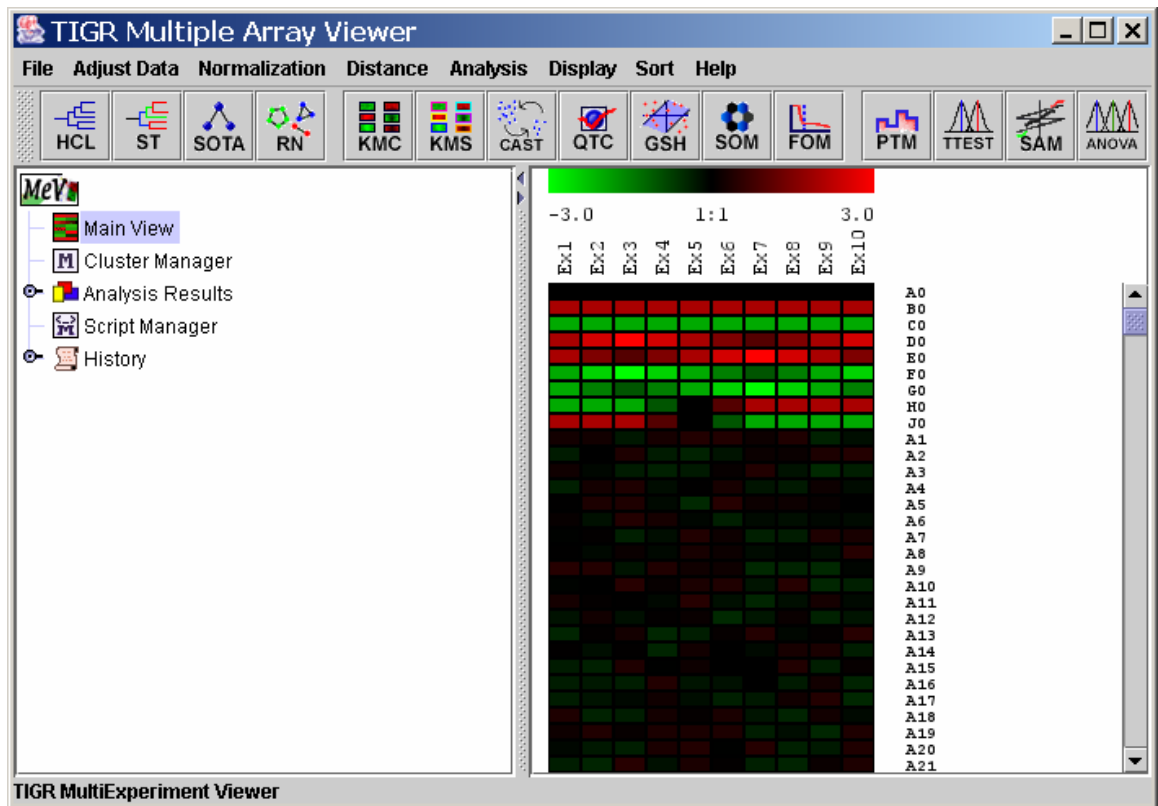 TIGR Multiple Array Viewer
File Adjust Data Normalization Distance Analysis Display Sort Help
HCL ST SOTA RN KMC KMS CAST QTC GSH SOM FOM PTM TTEST SAM ANOVA
MeV
Main View
M Cluster Manager
Analysis Results
M Script Manager
History
-3.0 1:1 3.0
Ex1 Ex2 Ex3 Ex4 Ex5 Ex6 Ex7 Ex8 Ex9 Ex10
A0
B0
C0
D0
E0
F0
G0
H0
J0
A1
A2
A3
A4
A5
A6
A7
A8
A9
A10
A11
A12
A13
A14
A15
A16
A17
A18
A19
A20
A21
TIGR MultiExperiment Viewer